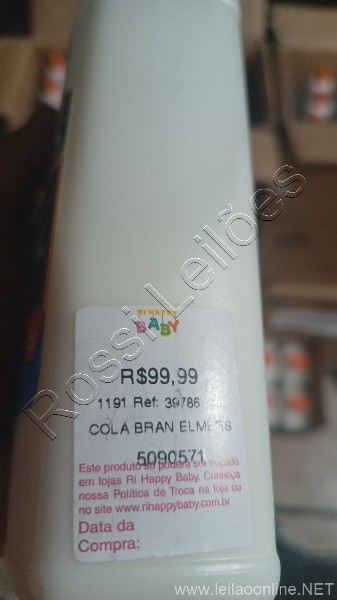 RI HAPPY
BABY
R$99,99
1191 Ref: 39786
COLA BRAN ELMERS
5090571
Este produto só poderá ser trocado
em lojas Ri Happy Baby. Conheça
nossa Política de Troca na loja ou
no site www.rihappybaby.com.br
Data da
Compra:
Rossi Leilões
www.leilaoonline.NET